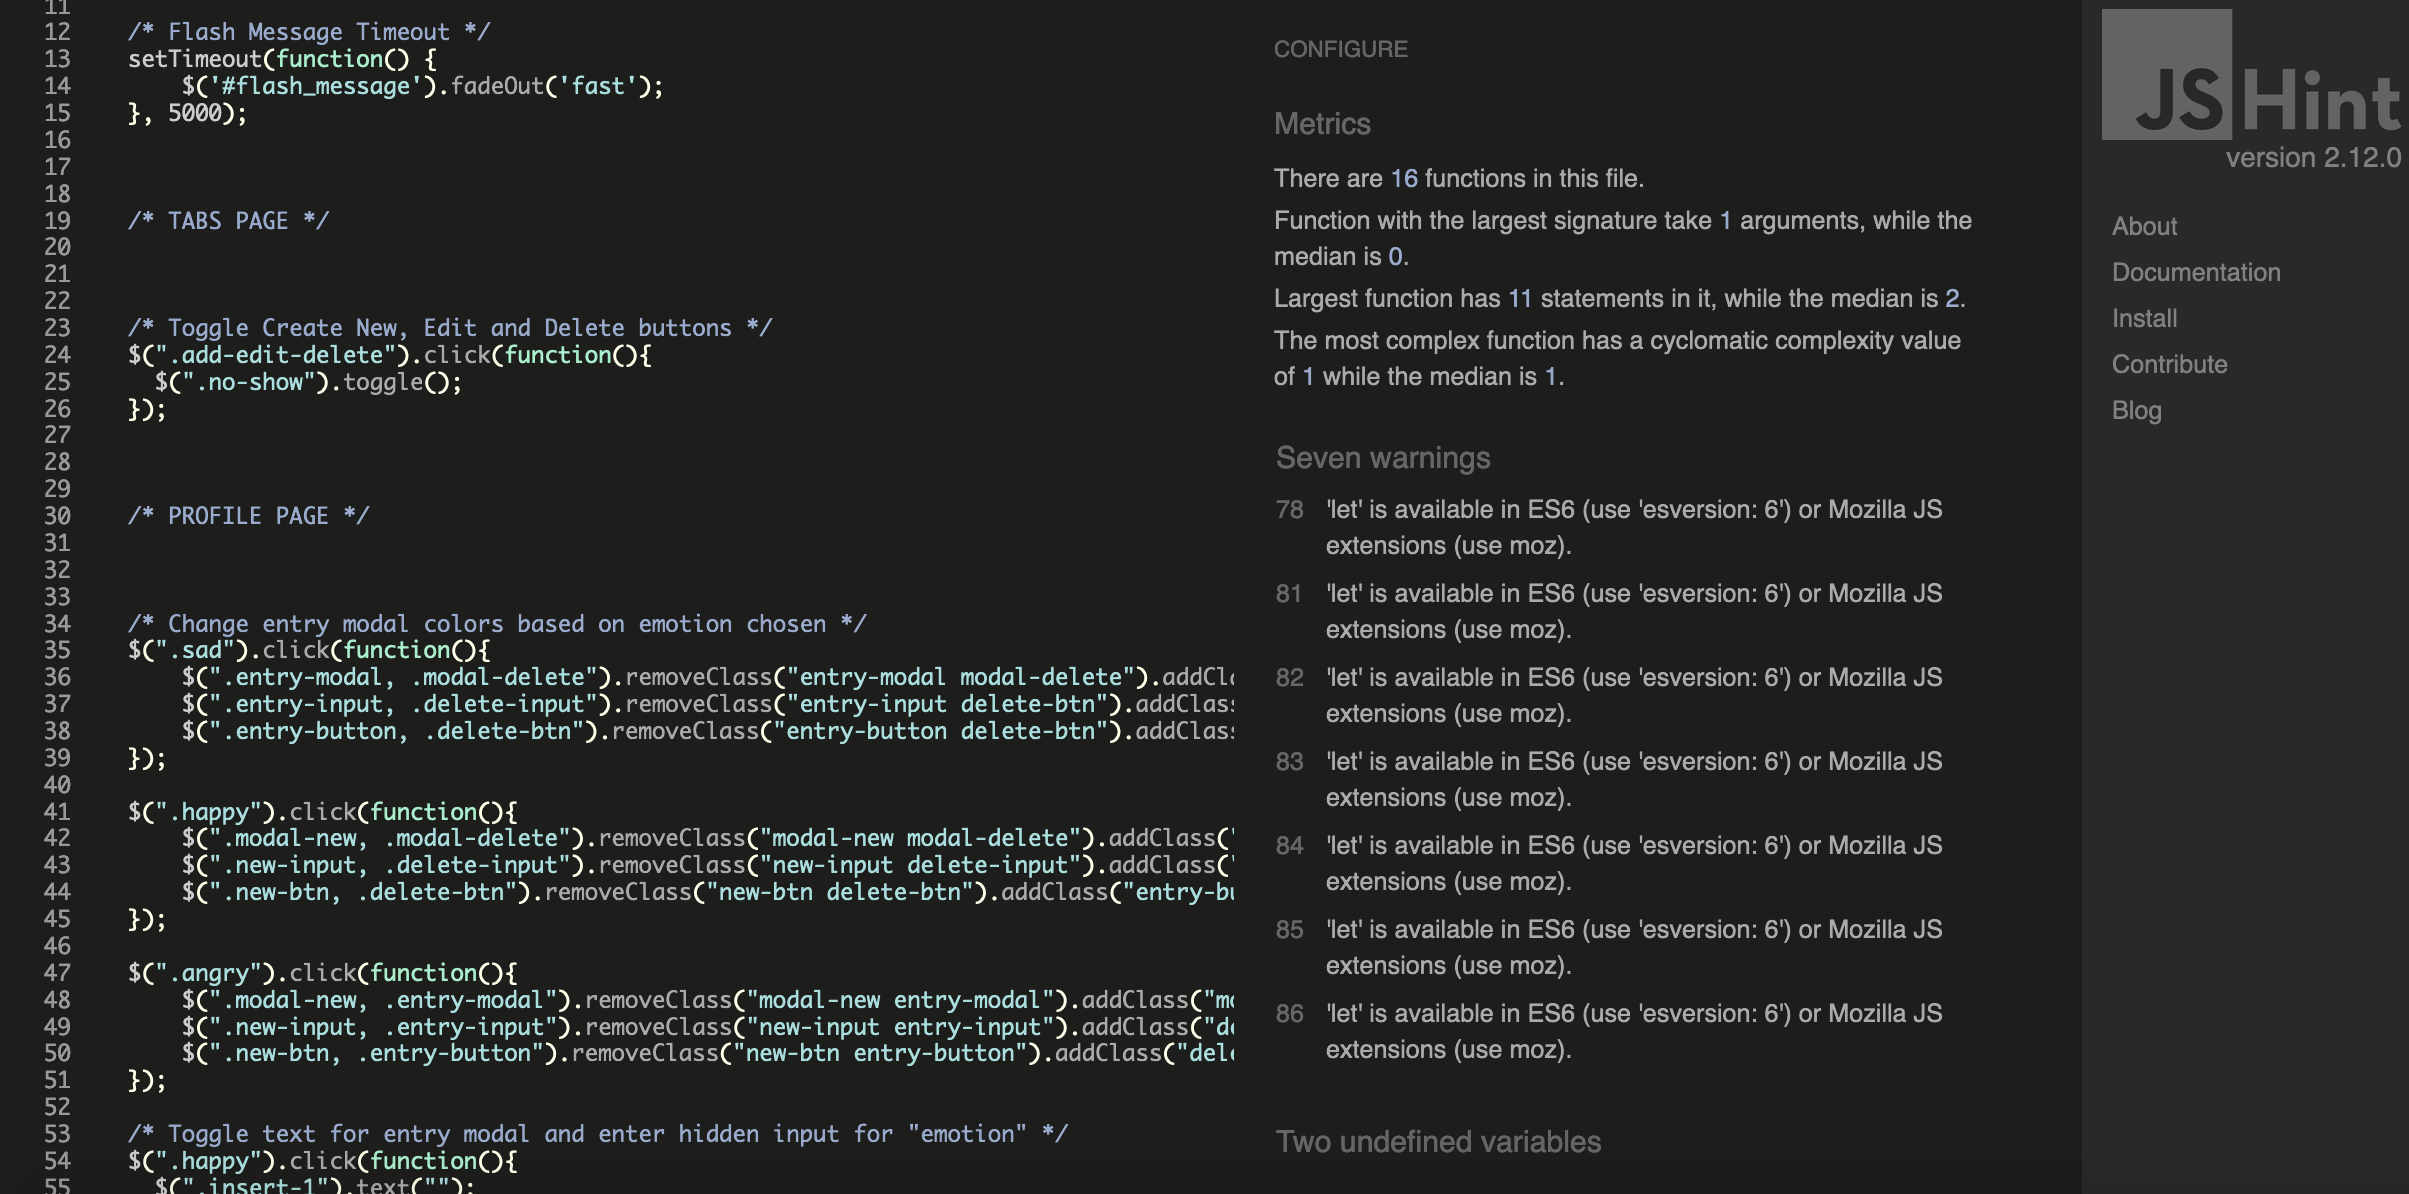 11
12 /* Flash Message Timeout */
13 setTimeout(function() {
14 $('#flash_message').fadeOut('fast');
15 }, 5000);
16
17
18
19 /* TABS PAGE */
20
21
22
23 /* Toggle Create New, Edit and Delete buttons */
24 $(".add-edit-delete").click(function(){
25 $(".no-show").toggle();
26 });
27
28
29
30 /* PROFILE PAGE */
31
32
33
34 /* Change entry modal colors based on emotion chosen */
35 $(".sad").click(function(){
36 $(".entry-modal, .modal-delete").removeClass("entry-modal modal-delete").addCl
37 $(".entry-input, .delete-input").removeClass("entry-input delete-btn").addClas
38 $(".entry-button, .delete-btn").removeClass("entry-button delete-btn").addClas
39 });
40
41 $(".happy").click(function(){
42 $(".modal-new, .modal-delete").removeClass("modal-new modal-delete").addClass("
43 $(".new-input, .delete-input").removeClass("new-input delete-input").addClass("
44 $(".new-btn, .delete-btn").removeClass("new-btn delete-btn").addClass("entry-b
45 });
46
47 $(".angry").click(function(){
48 $(".modal-new, .entry-modal").removeClass("modal-new entry-modal").addClass("m
49 $(".new-input, .entry-input").removeClass("new-input entry-input").addClass("d
50 $(".new-btn, .entry-button").removeClass("new-btn entry-button").addClass("del
51 });
52
53 /* Toggle text for entry modal and enter hidden input for "emotion" */
54 $(".happy").click(function(){
55 $(".insert-1").text("");
CONFIGURE
Metrics
There are 16 functions in this file.
Function with the largest signature take 1 arguments, while the
median is 0.
Largest function has 11 statements in it, while the median is 2.
The most complex function has a cyclomatic complexity value
of 1 while the median is 1.
Seven warnings
78 'let' is available in ES6 (use 'esversion: 6') or Mozilla JS
extensions (use moz).
81 'let' is available in ES6 (use 'esversion: 6') or Mozilla JS
extensions (use moz).
82 'let' is available in ES6 (use 'esversion: 6') or Mozilla JS
extensions (use moz).
83 'let' is available in ES6 (use 'esversion: 6') or Mozilla JS
extensions (use moz).
84 'let' is available in ES6 (use 'esversion: 6') or Mozilla JS
extensions (use moz).
85 'let' is available in ES6 (use 'esversion: 6') or Mozilla JS
extensions (use moz).
86 'let' is available in ES6 (use 'esversion: 6') or Mozilla JS
extensions (use moz).
Two undefined variables
JSHint
version 2.12.0
About
Documentation
Install
Contribute
Blog